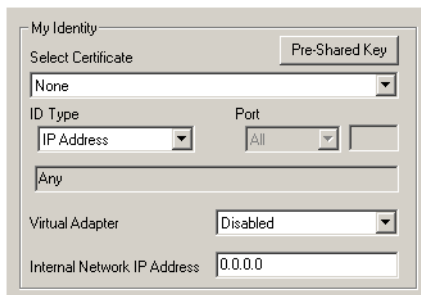 My Identity
Select Certificate Pre-Shared Key
None
ID Type Port
IP Address All
Any
Virtual Adapter Disabled
Internal Network IP Address 0.0.0.0